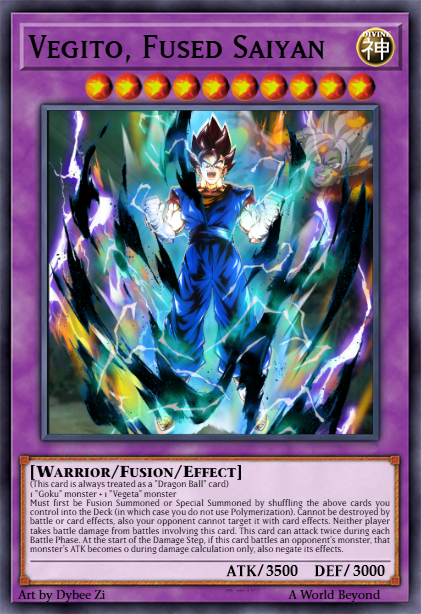 Vegito, Fused Saiyan
DIVINE
神
[Warrior/Fusion/Effect]
(This card is always treated as a "Dragon Ball" card)
1 "Goku" monster + 1 "Vegeta" monster
Must first be Fusion Summoned or Special Summoned by shuffling the above cards you
control into the Deck (in which case you do not use Polymerization). Cannot be destroyed by
battle or card effects, also your opponent cannot target it with card effects. Neither player
takes battle damage from battles involving this card. This card can attack twice during each
Battle Phase. At the start of the Damage Step, if this card battles an opponent's monster, that
monster's ATK becomes 0 during damage calculation only, also negate its effects.
ATK/3500 DEF/3000
Art by Dybee Zi A World Beyond